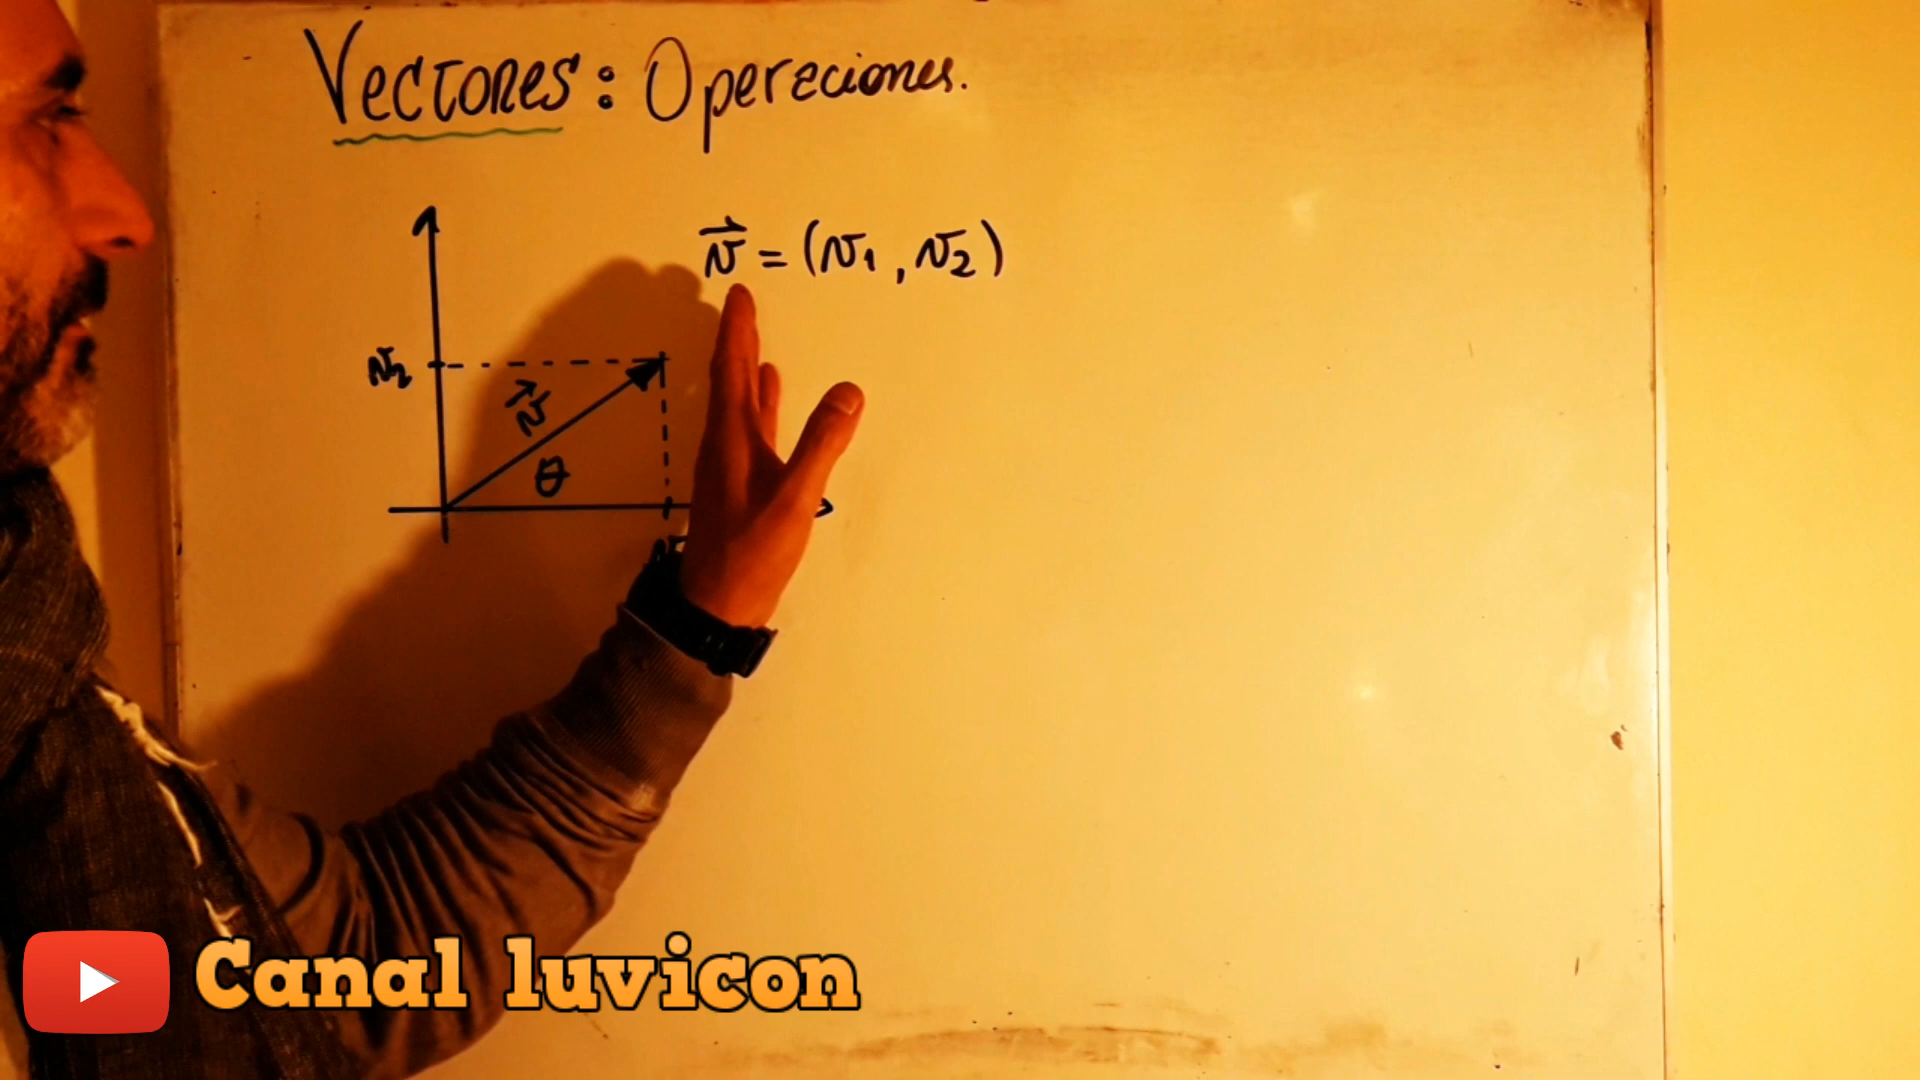 Vectores: Operaciones.
v⃗ = (v₁, v₂)
v₂
v⃗
θ
Canal luvicon